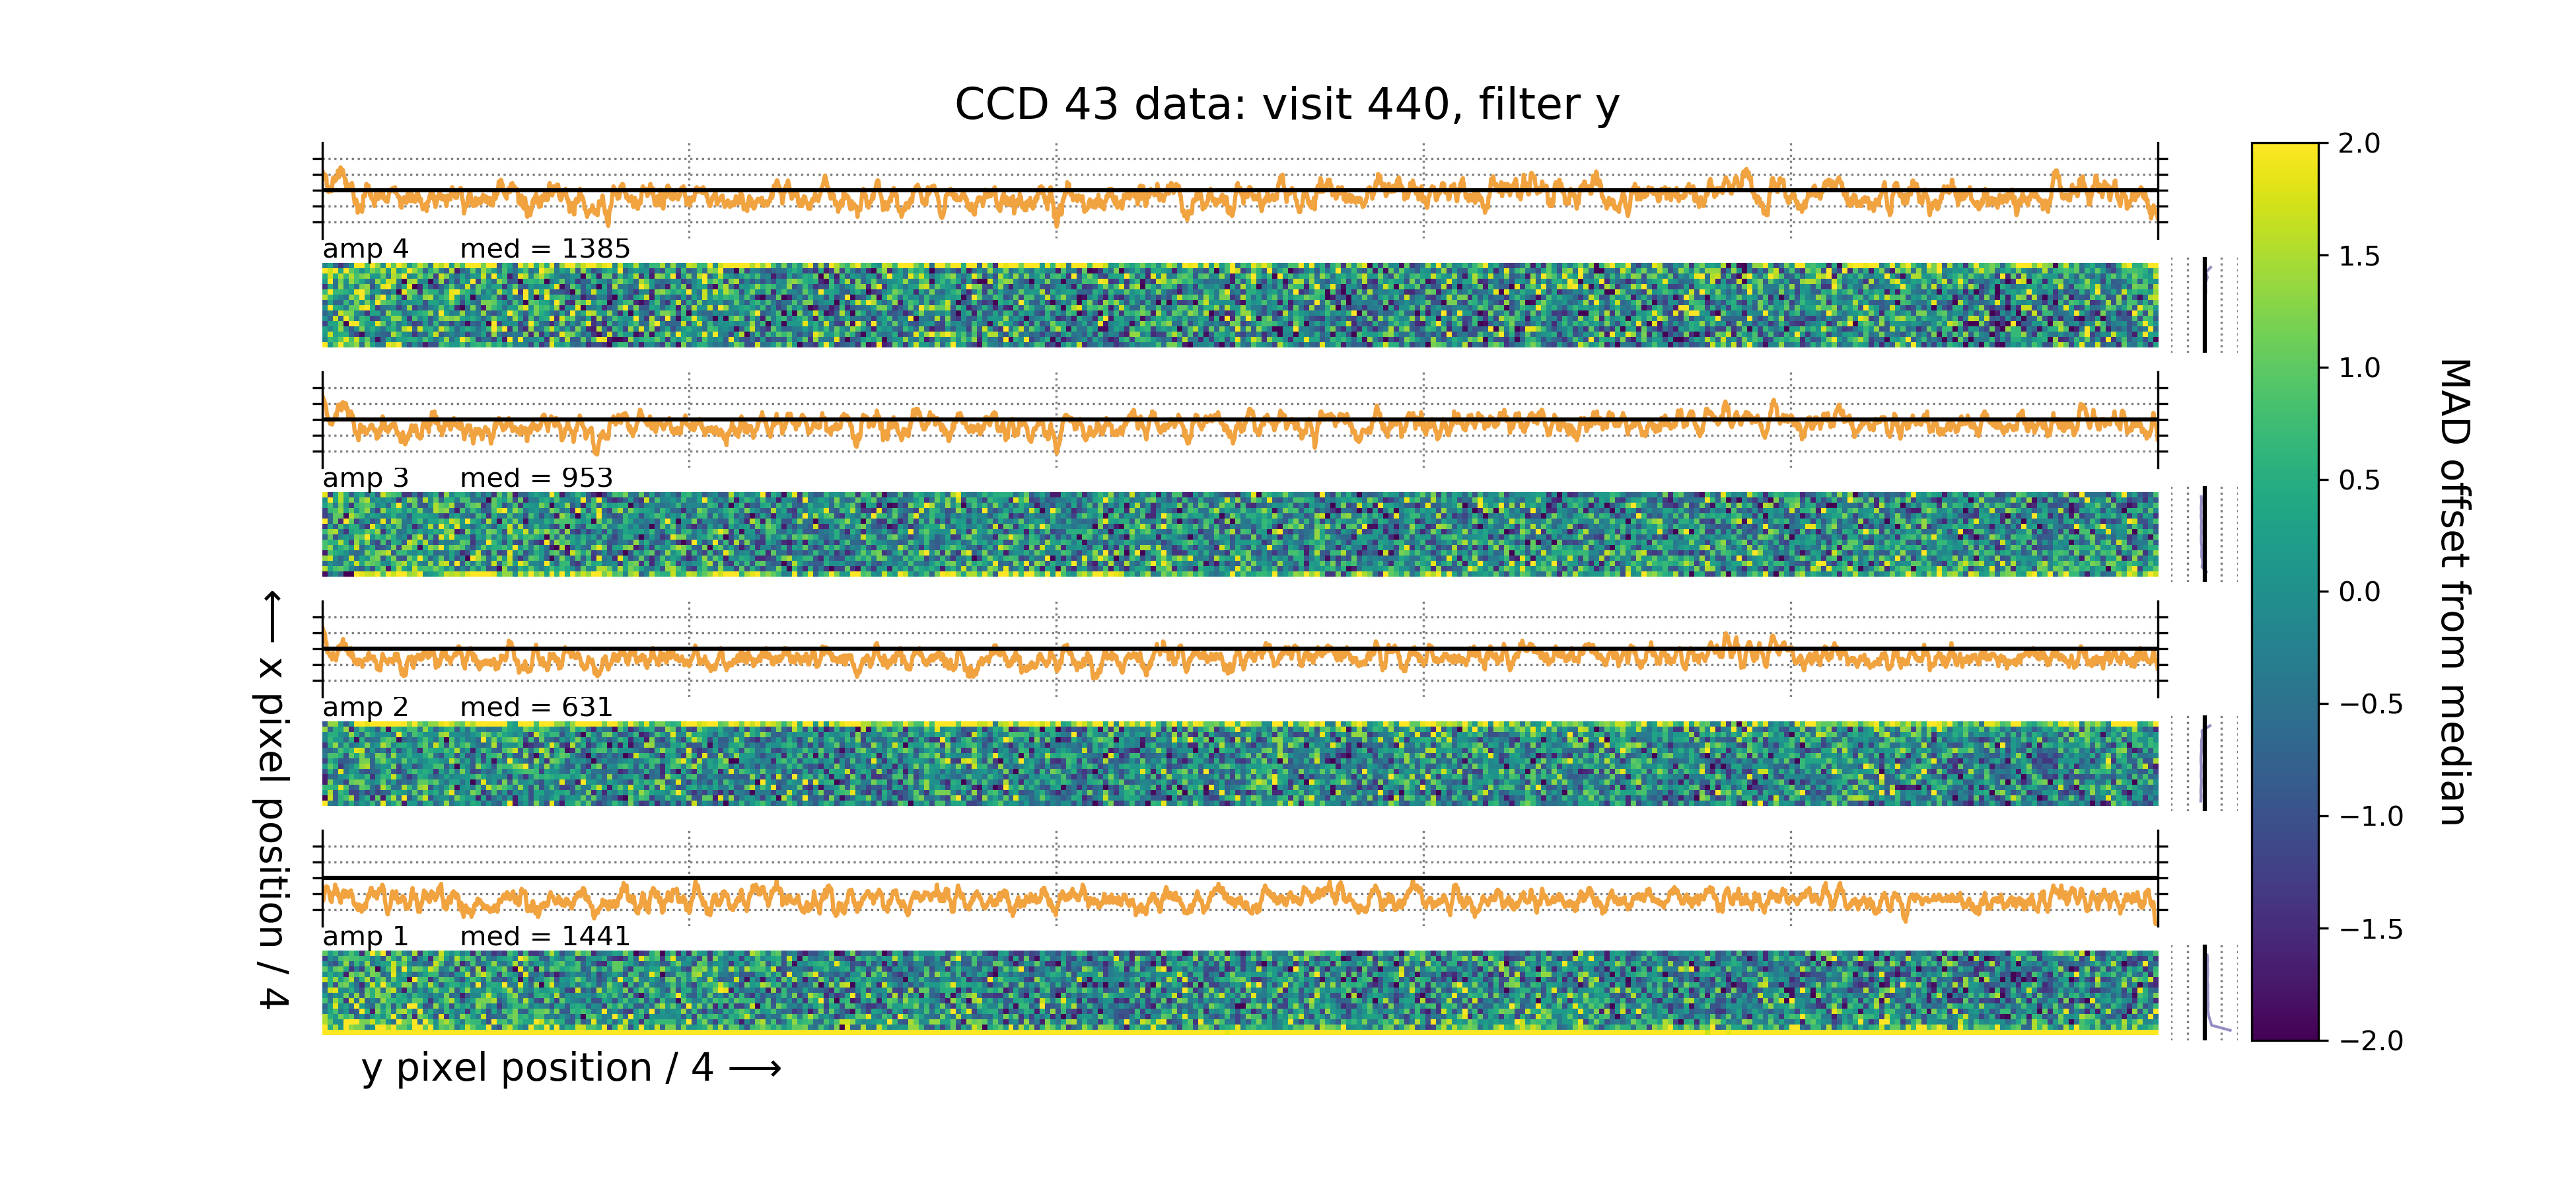 CCD 43 data: visit 440, filter y
amp 4 med = 1385
amp 3 med = 953
amp 2 med = 631
amp 1 med = 1441
⟵ x pixel position / 4
y pixel position / 4 ⟶
2.0
1.5
1.0
0.5
0.0
−0.5
−1.0
−1.5
−2.0
MAD offset from median